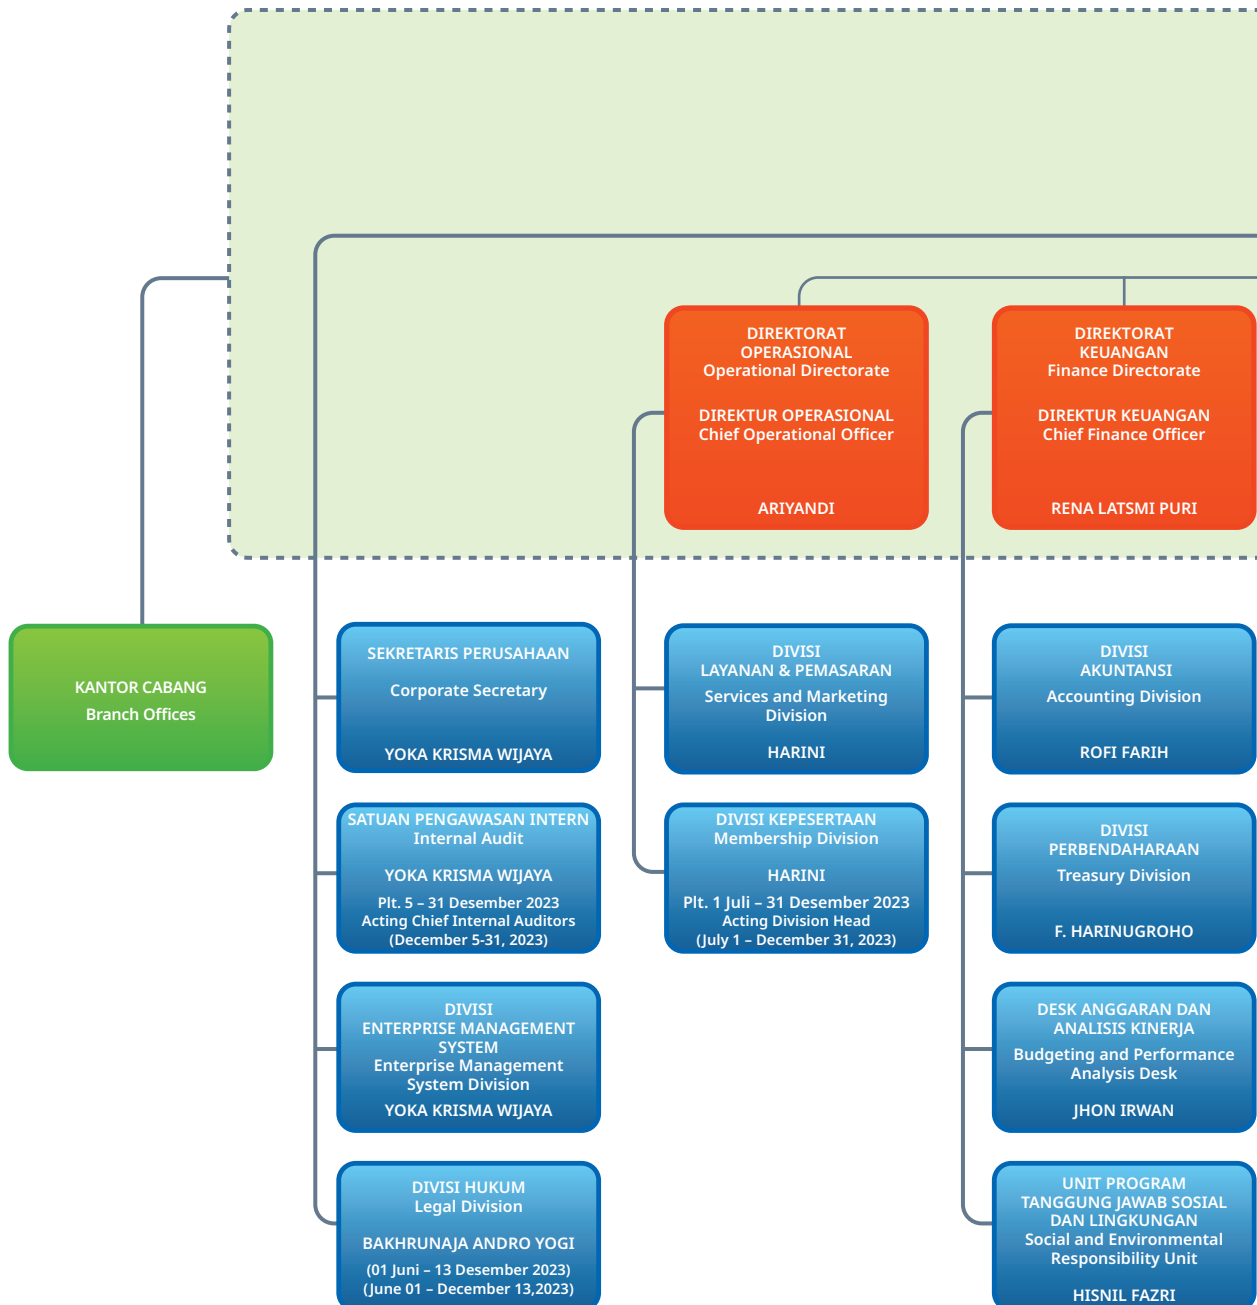 DIREKTORAT
OPERASIONAL
Operational Directorate
DIREKTUR OPERASIONAL
Chief Operational Officer
ARIYANDI
DIREKTORAT
KEUANGAN
Finance Directorate
DIREKTUR KEUANGAN
Chief Finance Officer
RENA LATSMI PURI
KANTOR CABANG
Branch Offices
SEKRETARIS PERUSAHAAN
Corporate Secretary
YOKA KRISMA WIJAYA
DIVISI
LAYANAN & PEMASARAN
Services and Marketing
Division
HARINI
DIVISI
AKUNTANSI
Accounting Division
ROFI FARIH
SATUAN PENGAWASAN INTERN
Internal Audit
YOKA KRISMA WIJAYA
Plt. 5 – 31 Desember 2023
Acting Chief Internal Auditors
(December 5-31, 2023)
DIVISI KEPESERTAAN
Membership Division
HARINI
Plt. 1 Juli – 31 Desember 2023
Acting Division Head
(July 1 – December 31, 2023)
DIVISI
PERBENDAHARAAN
Treasury Division
F. HARINUGROHO
DIVISI
ENTERPRISE MANAGEMENT
SYSTEM
Enterprise Management
System Division
YOKA KRISMA WIJAYA
DESK ANGGARAN DAN
ANALISIS KINERJA
Budgeting and Performance
Analysis Desk
JHON IRWAN
DIVISI HUKUM
Legal Division
BAKHRUNAJA ANDRO YOGI
(01 Juni – 13 Desember 2023)
(June 01 – December 13,2023)
UNIT PROGRAM
TANGGUNG JAWAB SOSIAL
DAN LINGKUNGAN
Social and Environmental
Responsibility Unit
HISNIL FAZRI